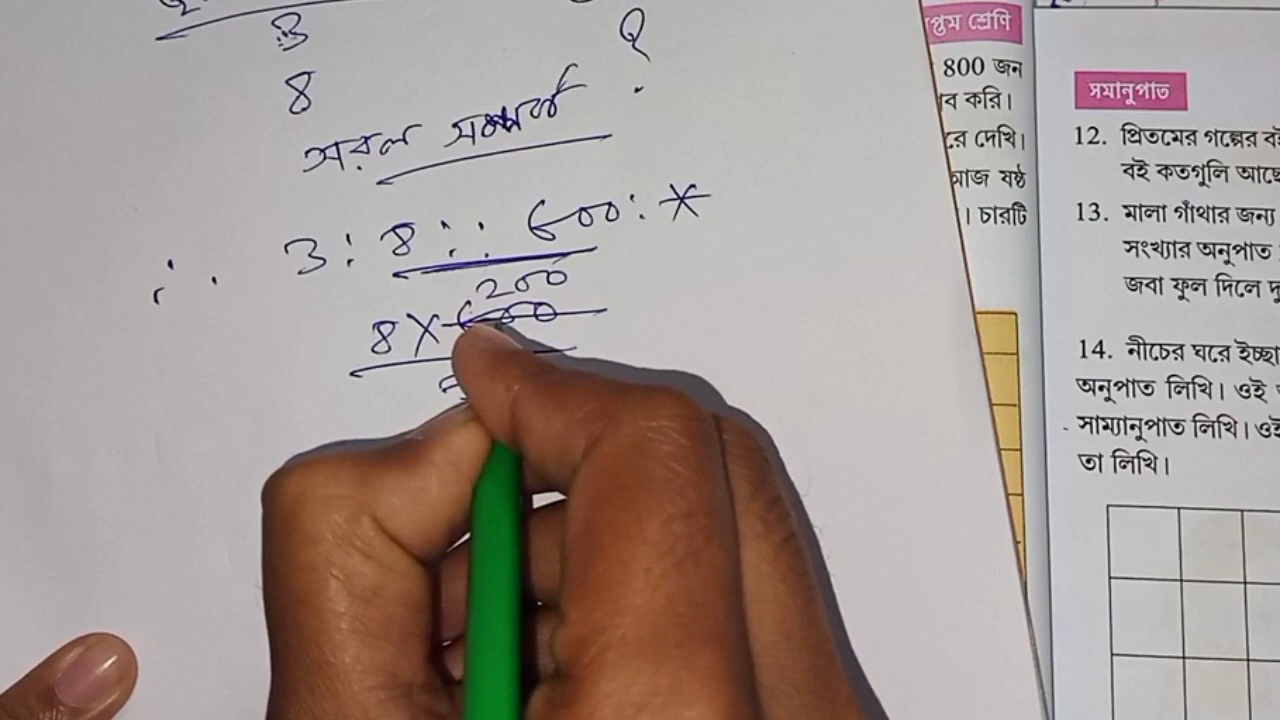 3
8
?
সরল সম্পর্ক
∴ 3 : 8 :: 600 : *
200
8 X 600
প্তম শ্রেণি
800 জন
ব করি।
রে দেখি।
আজ ষষ্ঠ
। চারটি
সমানুপাত
12. প্রিতমের গল্পের
বই কতগুলি আছে
13. মালা গাঁথার জন্য
সংখ্যার অনুপাত
জবা ফুল দিলে দু
14. নীচের ঘরে ইচ্ছা
অনুপাত লিখি। ওই
সাম্যানুপাত লিখি। ওই
তা লিখি।